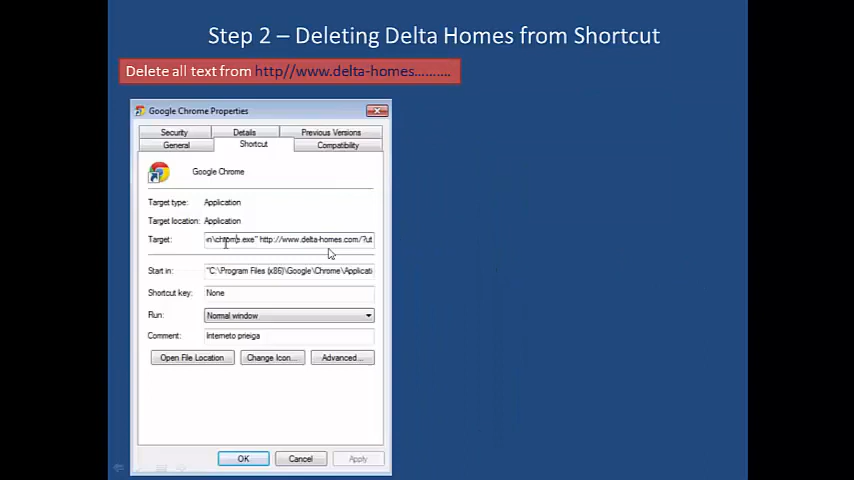 Step 2 – Deleting Delta Homes from Shortcut
Delete all text from http//www.delta-homes..........
Google Chrome Properties
Security Details Previous Versions
General Shortcut Compatibility
Google Chrome
Target type: Application
Target location: Application
Target: n\chrome.exe" http://www.delta-homes.com/?ut
Start in: "C:\Program Files (x86)\Google\Chrome\Applicati
Shortcut key: None
Run: Normal window
Comment: Interneto prieiga
Open File Location Change Icon... Advanced...
OK Cancel Apply